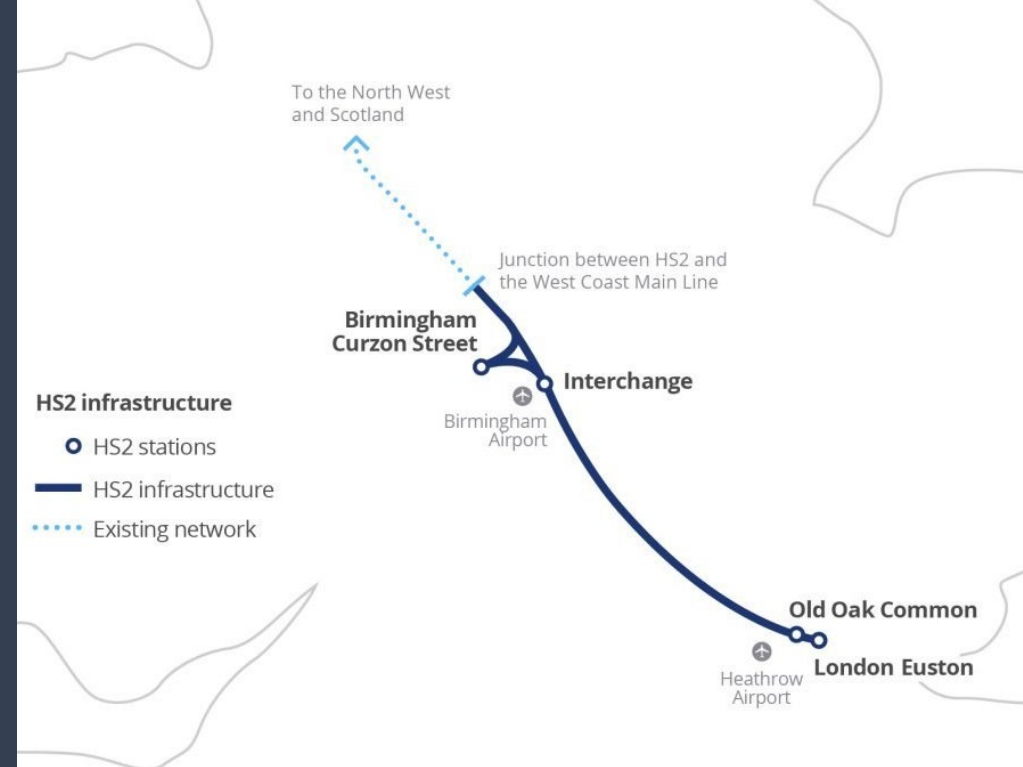 To the North West
and Scotland
Junction between HS2 and
the West Coast Main Line
Birmingham
Curzon Street
Interchange
Birmingham
Airport
HS2 infrastructure
HS2 stations
HS2 infrastructure
Existing network
Old Oak Common
London Euston
Heathrow
Airport